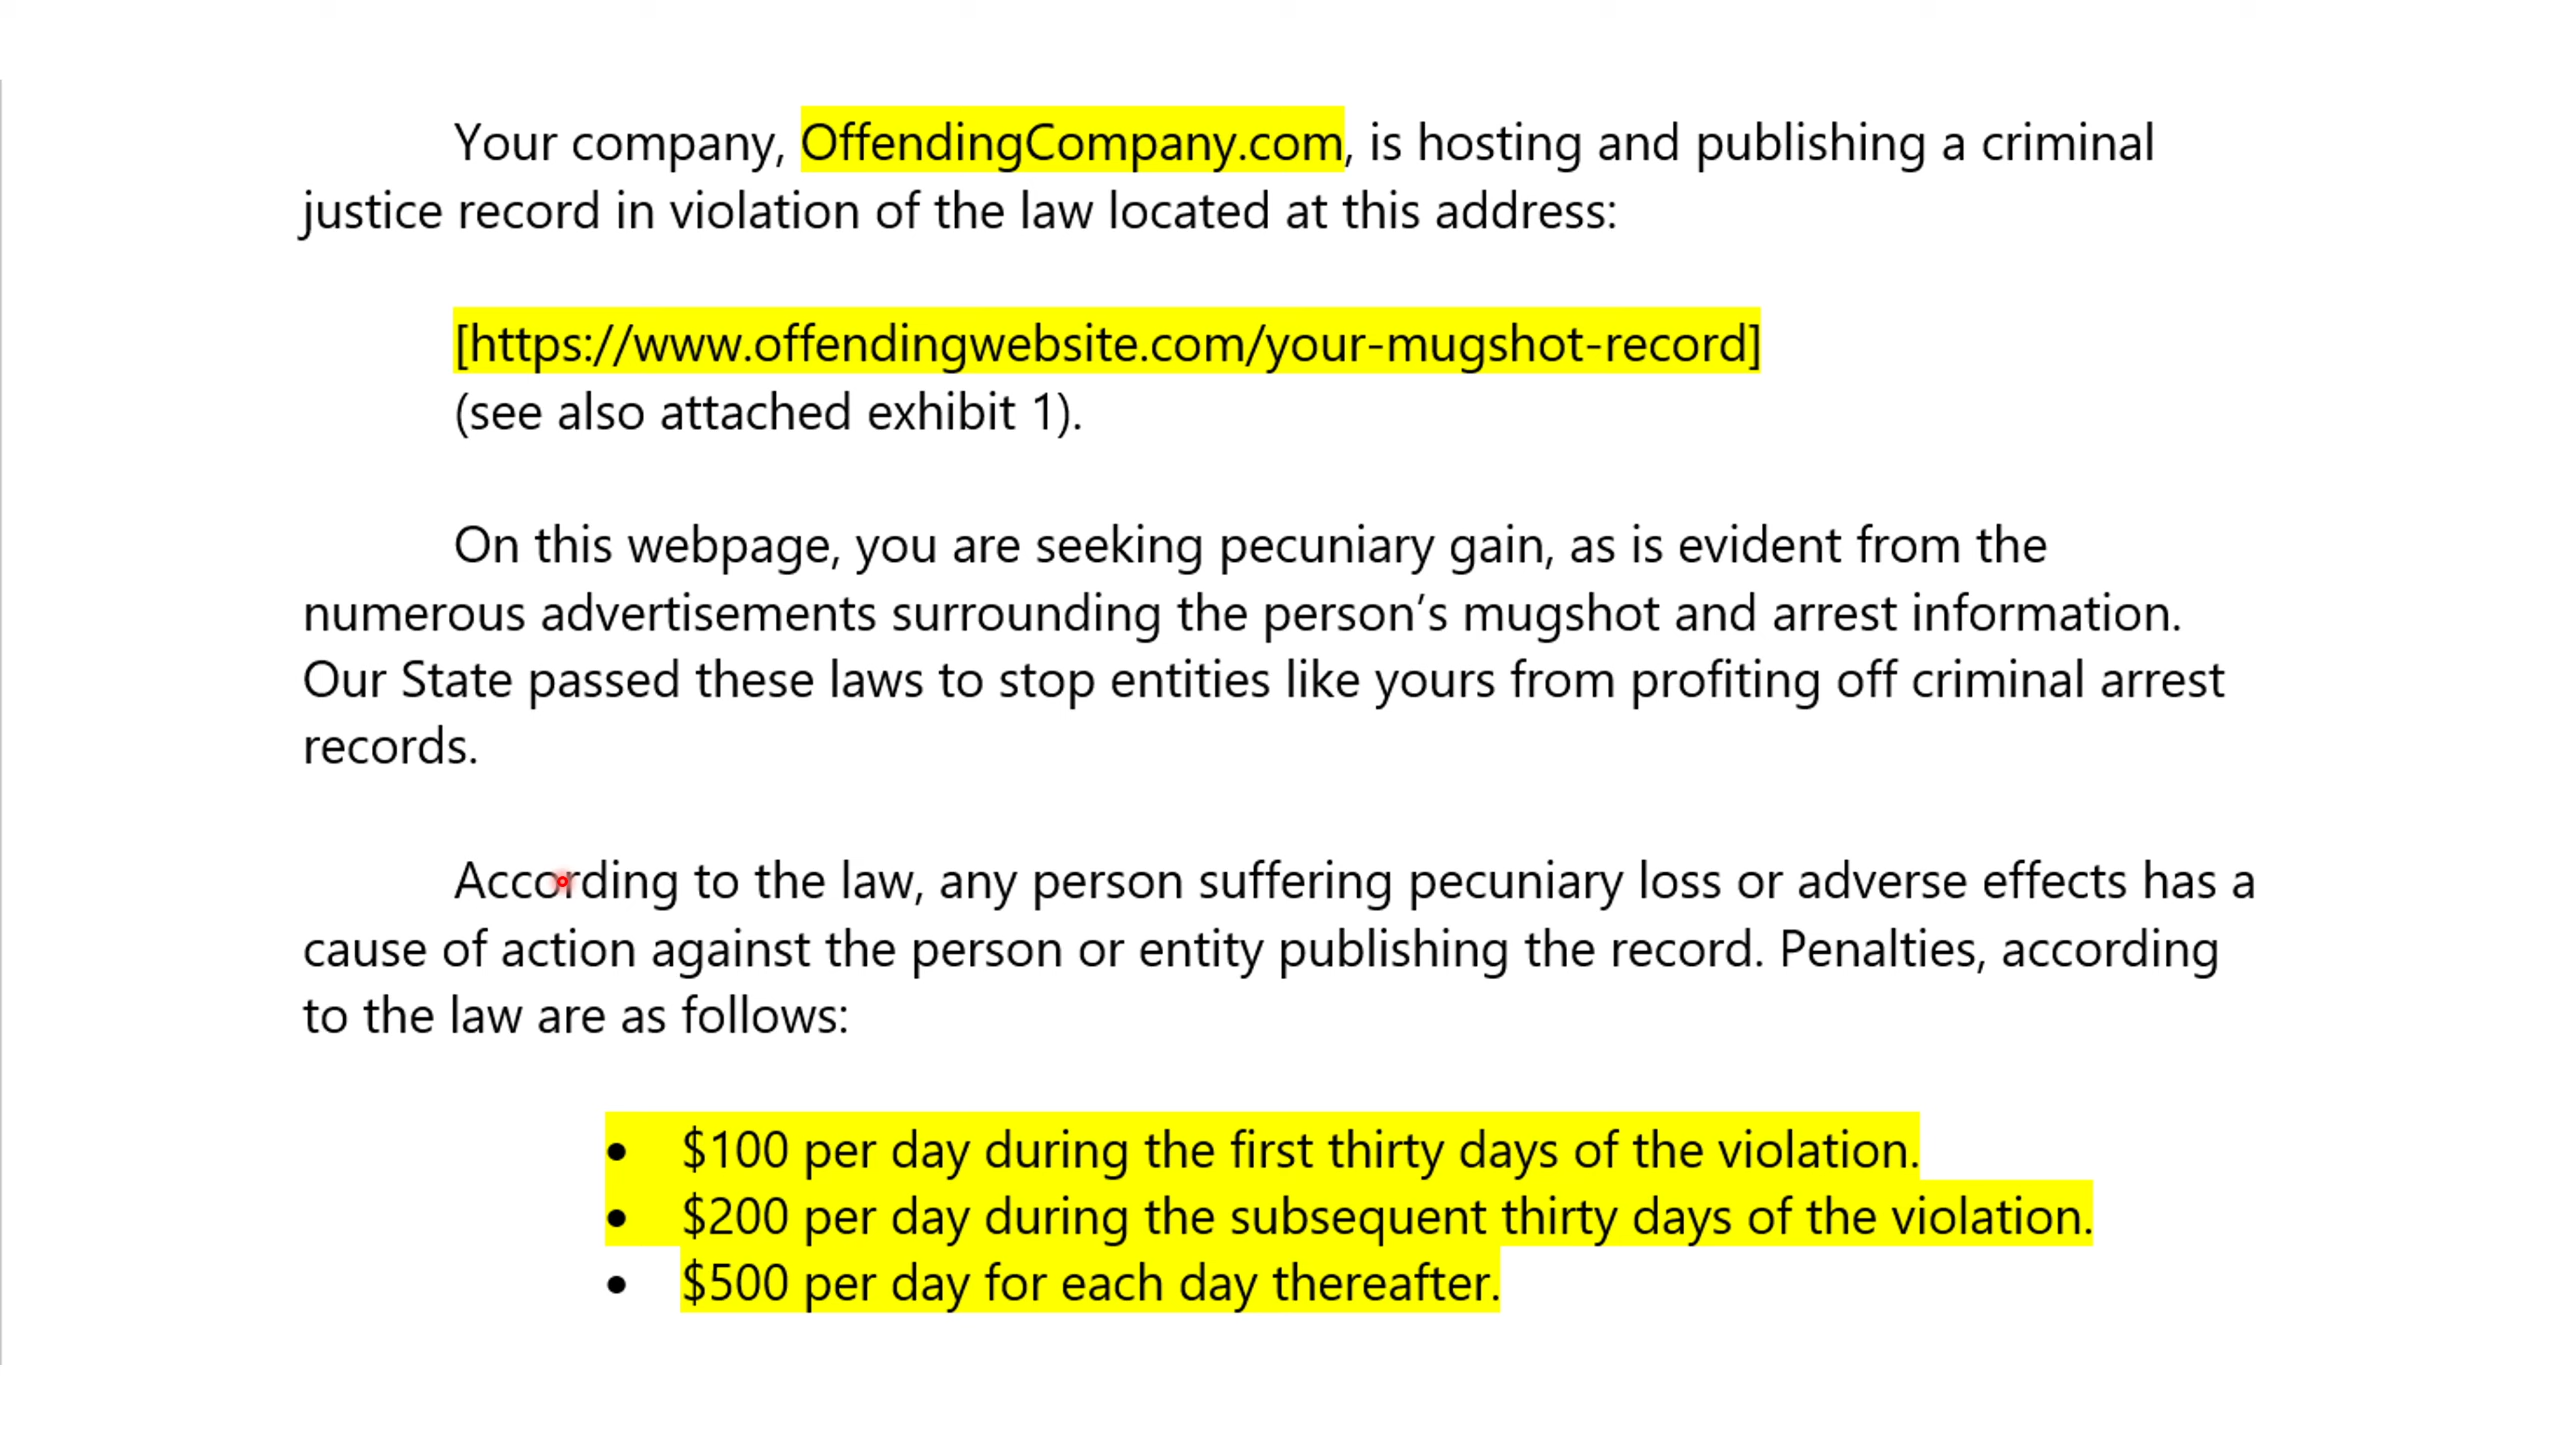 Your company, OffendingCompany.com, is hosting and publishing a criminal
justice record in violation of the law located at this address:
[https://www.offendingwebsite.com/your-mugshot-record]
(see also attached exhibit 1).
On this webpage, you are seeking pecuniary gain, as is evident from the
numerous advertisements surrounding the person’s mugshot and arrest information.
Our State passed these laws to stop entities like yours from profiting off criminal arrest
records.
According to the law, any person suffering pecuniary loss or adverse effects has a
cause of action against the person or entity publishing the record. Penalties, according
to the law are as follows:
• $100 per day during the first thirty days of the violation.
• $200 per day during the subsequent thirty days of the violation.
• $500 per day for each day thereafter.